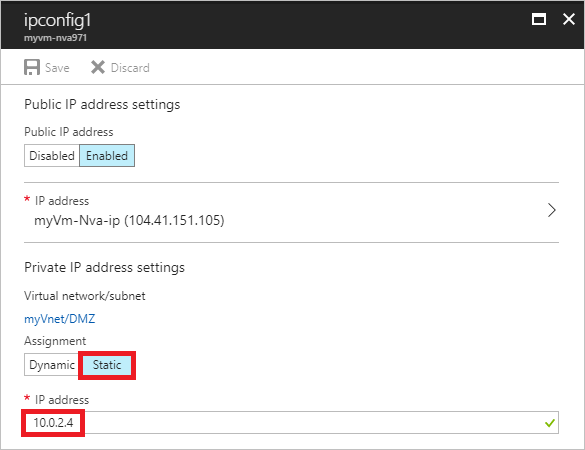 ipconfig1
myvm-nva971
Save Discard
Public IP address settings
Public IP address
Disabled Enabled
* IP address
myVm-Nva-ip (104.41.151.105)
Private IP address settings
Virtual network/subnet
myVnet/DMZ
Assignment
Dynamic Static
* IP address
10.0.2.4